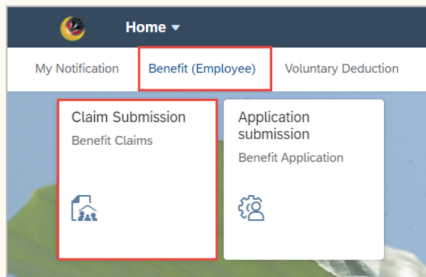 Home
My Notification Benefit (Employee) Voluntary Deduction
Claim Submission
Benefit Claims
Application
submission
Benefit Application